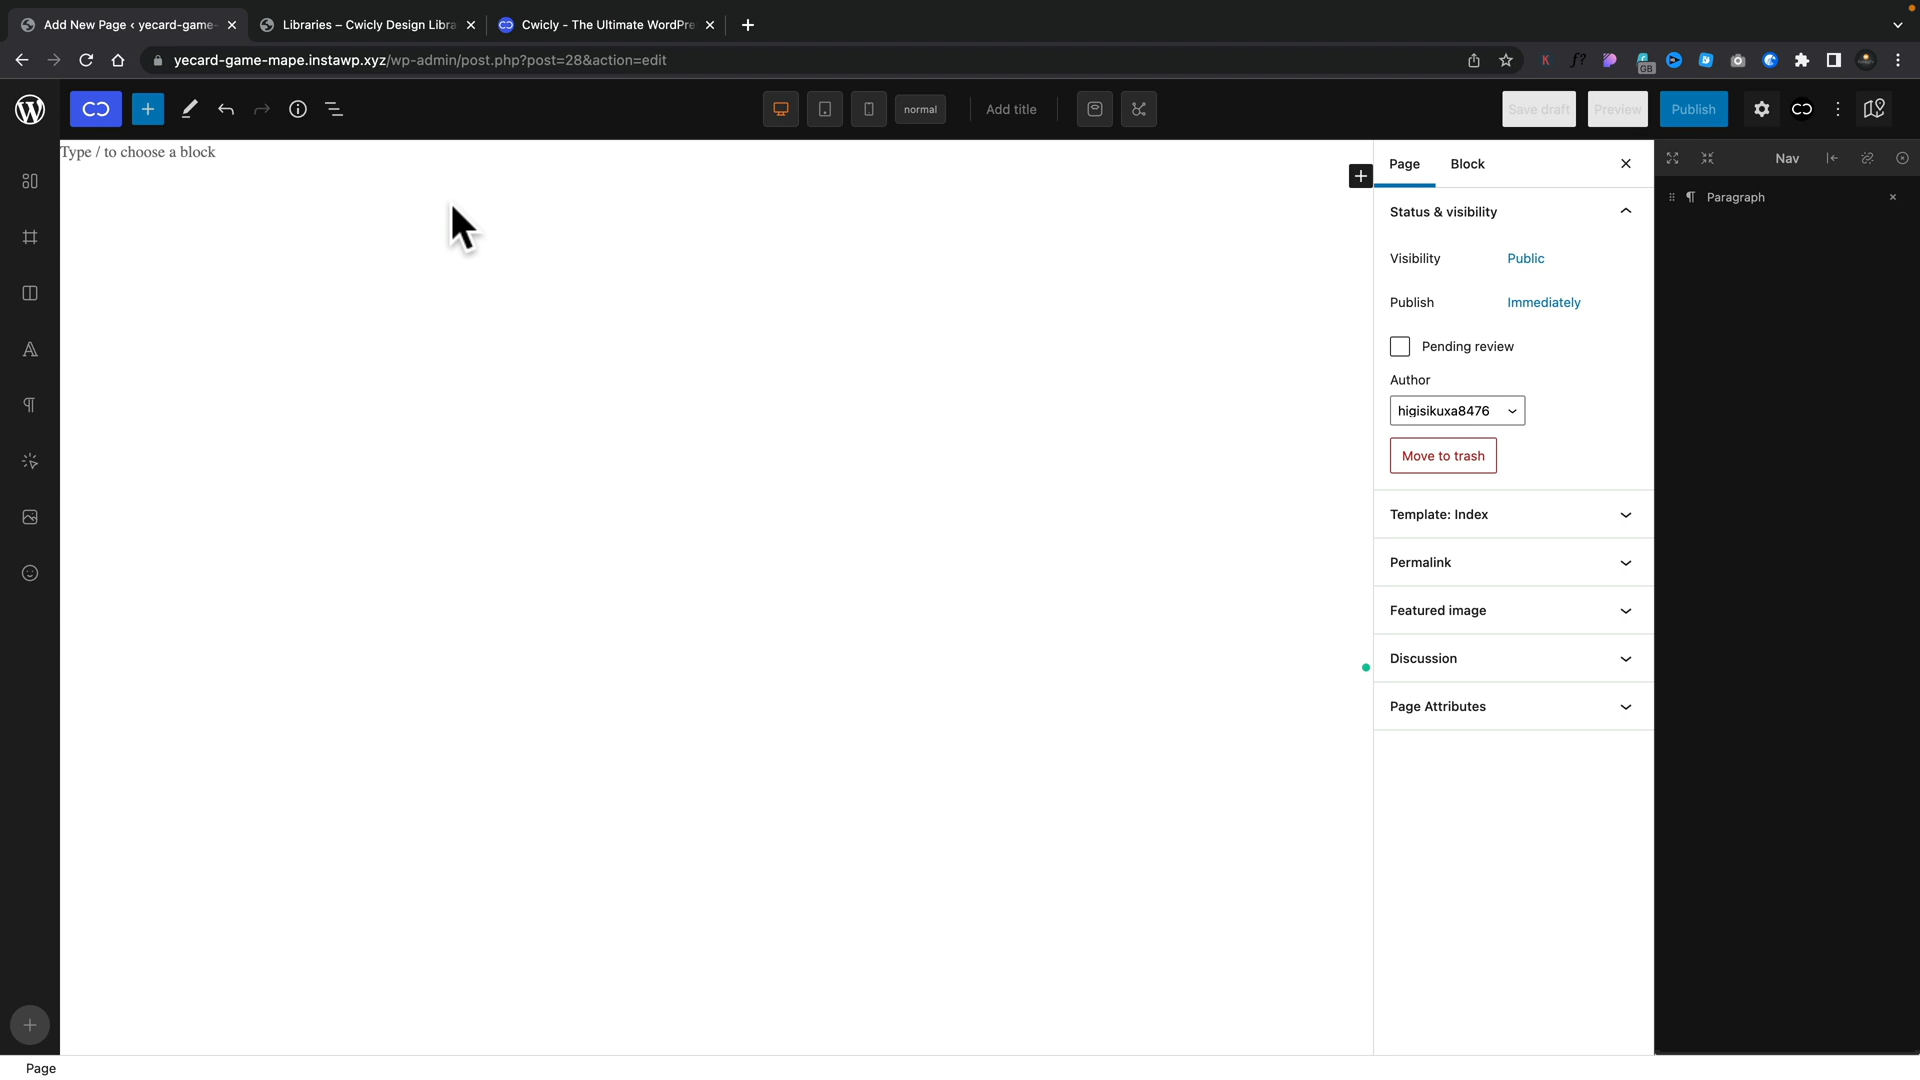 Add New Page ‹ yecard-game-
Libraries – Cwicly Design Libra
Cwicly - The Ultimate WordPre
yecard-game-mape.instawp.xyz/wp-admin/post.php?post=28&action=edit
K
f?
GB
normal
Add title
Save draft
Preview
Publish
Type / to choose a block
Page
Block
Nav
Paragraph
Status & visibility
Visibility
Public
Publish
Immediately
Pending review
Author
higisikuxa8476
Move to trash
Template: Index
Permalink
Featured image
Discussion
Page Attributes
Page